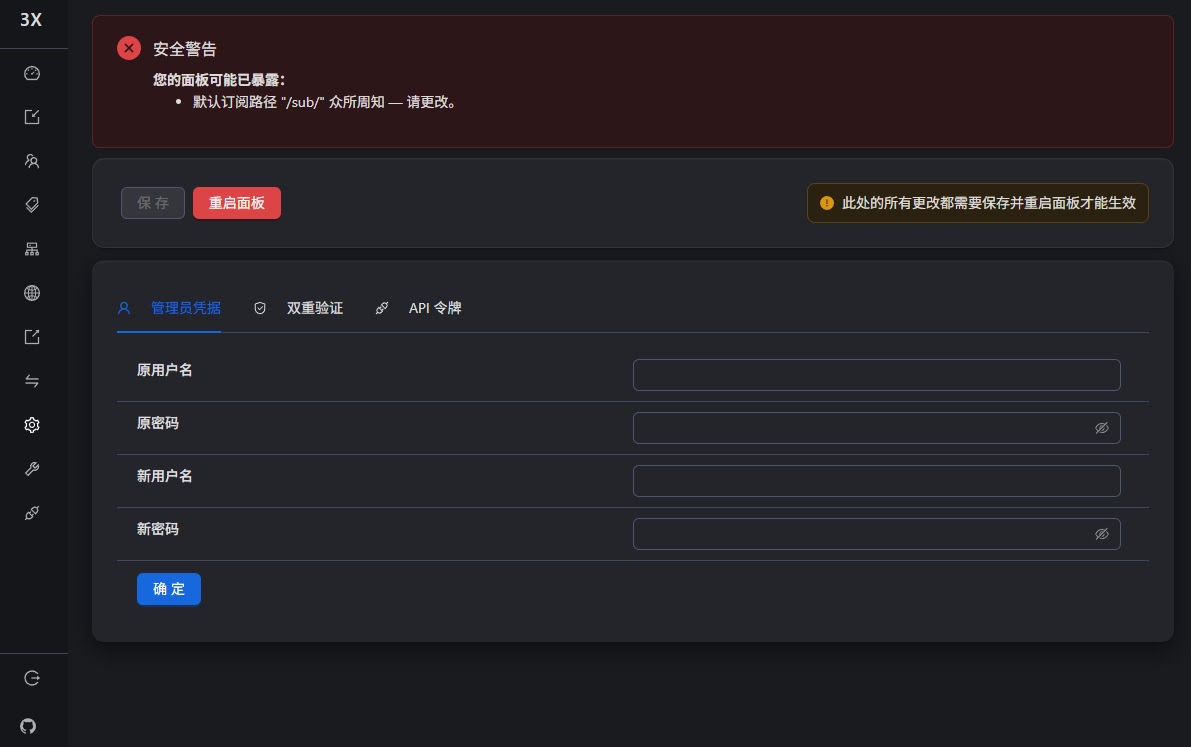 3X
安全警告
您的面板可能已暴露：
• 默认订阅路径 "/sub/" 众所周知 — 请更改。
保 存
重启面板
此处的所有更改都需要保存并重启面板才能生效
管理员凭据
双重验证
API 令牌
原用户名
原密码
新用户名
新密码
确 定